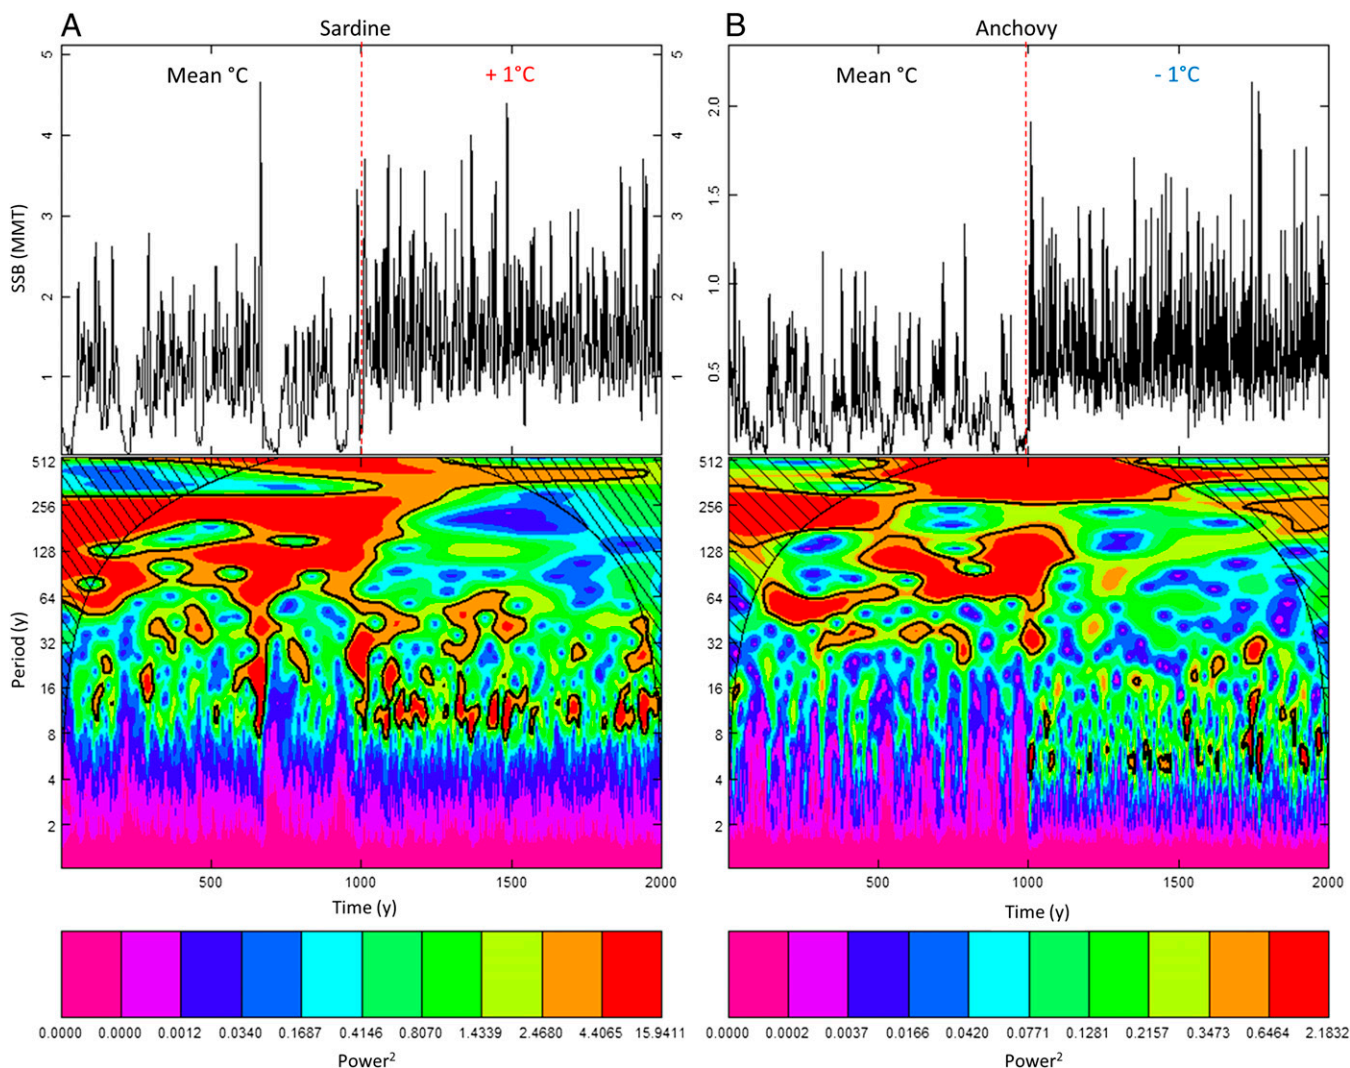 A
Sardine
B
Anchovy
Mean °C
+ 1°C
Mean °C
- 1°C
SSB (MMT)
5
4
3
2
1
5
4
3
2
1
2.0
1.5
1.0
0.5
Period (y)
512
256
128
64
32
16
8
4
2
512
256
128
64
32
16
8
4
2
500
1000
1500
2000
500
1000
1500
2000
Time (y)
Time (y)
0.0000 0.0000 0.0012 0.0340 0.1667 0.4146 0.8070 1.4339 2.4680 4.4065 15.9411
0.0000 0.0002 0.0037 0.0166 0.0420 0.0771 0.1281 0.2157 0.3473 0.6464 2.1832
Power²
Power²